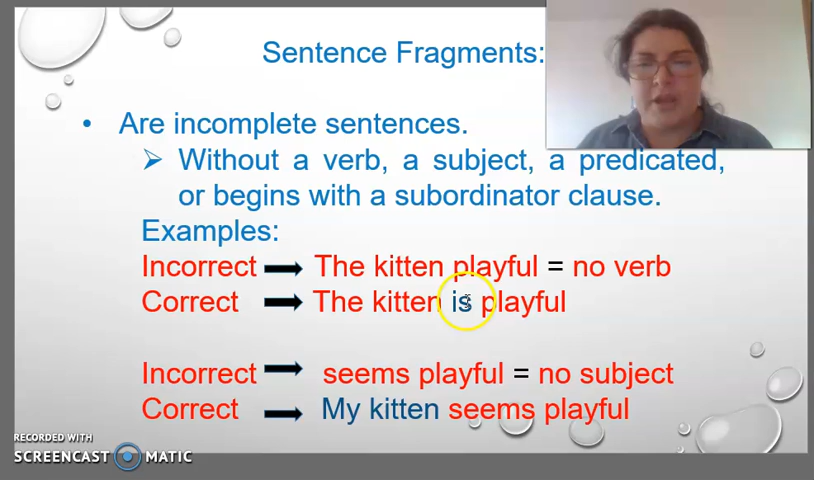 Sentence Fragments:
• Are incomplete sentences.
➢ Without a verb, a subject, a predicated,
or begins with a subordinator clause.
Examples:
Incorrect ➡ The kitten playful = no verb
Correct ➡ The kitten is playful
Incorrect ➡ seems playful = no subject
Correct ➡ My kitten seems playful
RECORDED WITH
SCREENCAST MATIC